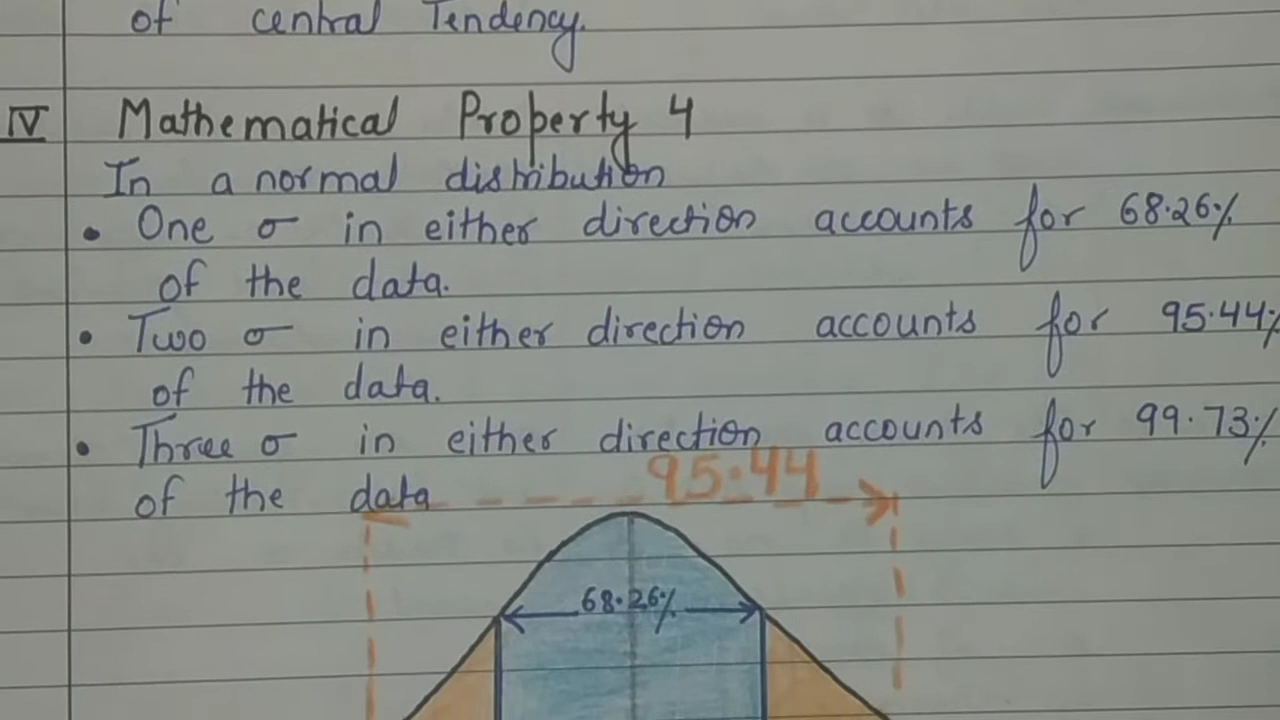 of central Tendency.
IV Mathematical Property 4
In a normal distribution
• One σ in either direction accounts for 68.26%
of the data.
• Two σ in either direction accounts for 95.44%
of the data.
• Three σ in either direction accounts for 99.73%
of the data
95.44
68.26%